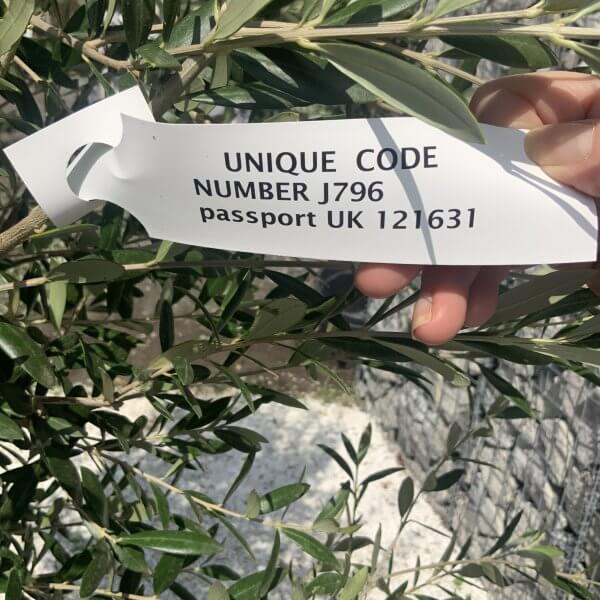 UNIQUE CODE
NUMBER J796
passport UK 121631